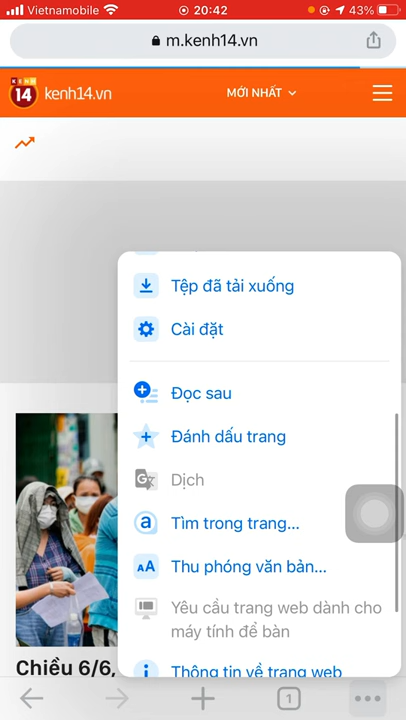 Vietnamobile 20:42 43%
m.kenh14.vn
KENH
14 kenh14.vn MỚI NHẤT
Tệp đã tải xuống
Cài đặt
Đọc sau
Đánh dấu trang
Dịch
Tìm trong trang...
Thu phóng văn bản...
Yêu cầu trang web dành cho
máy tính để bàn
Thông tin về trang web
Chiều 6/6,
1